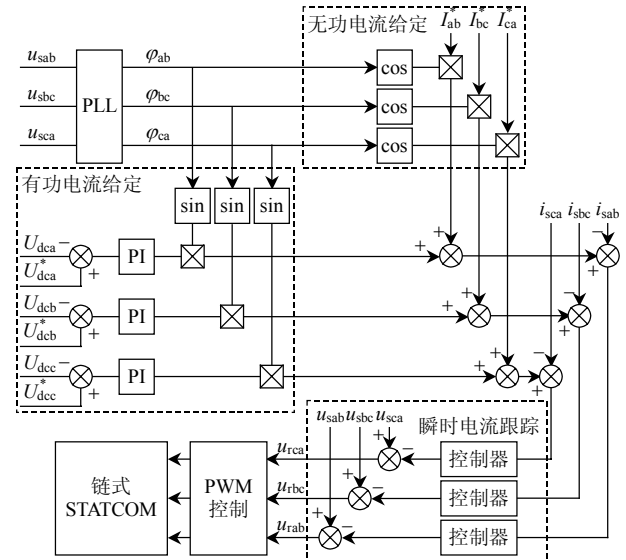 无功电流给定 I*ab I*bc I*ca
usab φab cos
usbc PLL φbc cos
usca φca cos
有功电流给定
sin sin sin
isca isbc isab
Udca − PI + + + − +
U*dca +
Udcb − PI + + − +
U*dcb +
Udcc − PI + + − +
U*dcc +
usab usbc usca 瞬时电流跟踪
urca + − 控制器
链式 STATCOM PWM 控制 urbc + − 控制器
urab + − 控制器